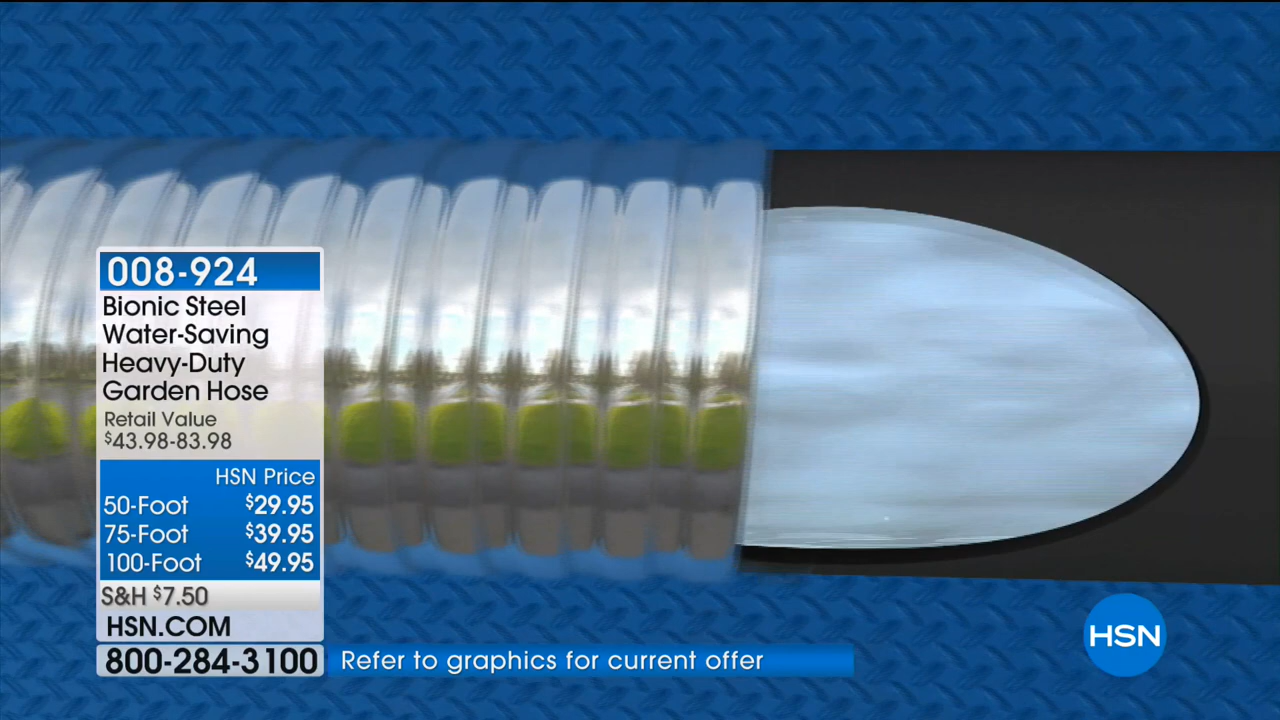 008-924
Bionic Steel
Water-Saving
Heavy-Duty
Garden Hose
Retail Value
$43.98-83.98
HSN Price
50-Foot $29.95
75-Foot $39.95
100-Foot $49.95
S&H $7.50
HSN.COM
800-284-3100
Refer to graphics for current offer
HSN